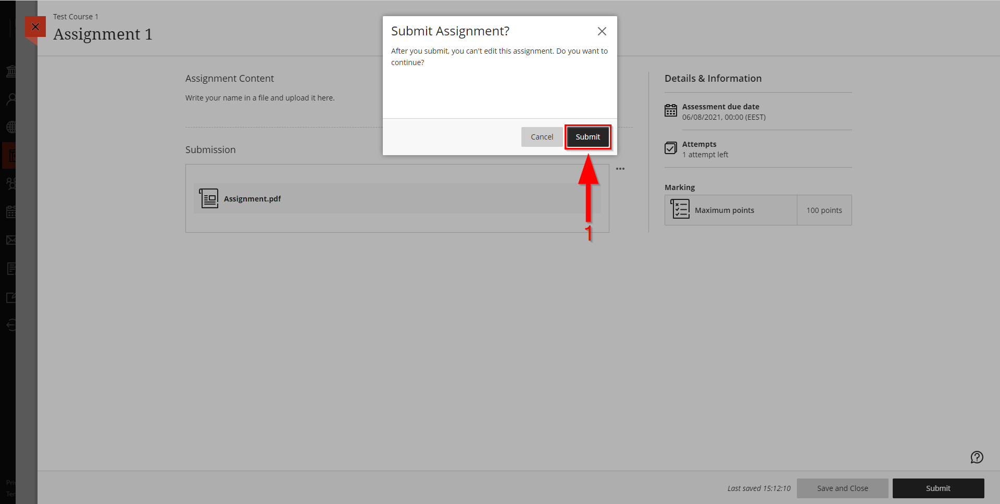 Test Course 1
Assignment 1
Submit Assignment?
After you submit, you can't edit this assignment. Do you want to
continue?
Cancel
Submit
1
Assignment Content
Write your name in a file and upload it here.
Submission
Assignment.pdf
Details & Information
Assessment due date
06/08/2021, 00:00 (EEST)
Attempts
1 attempt left
Marking
Maximum points
100 points
Last saved 15:12:10
Save and Close
Submit